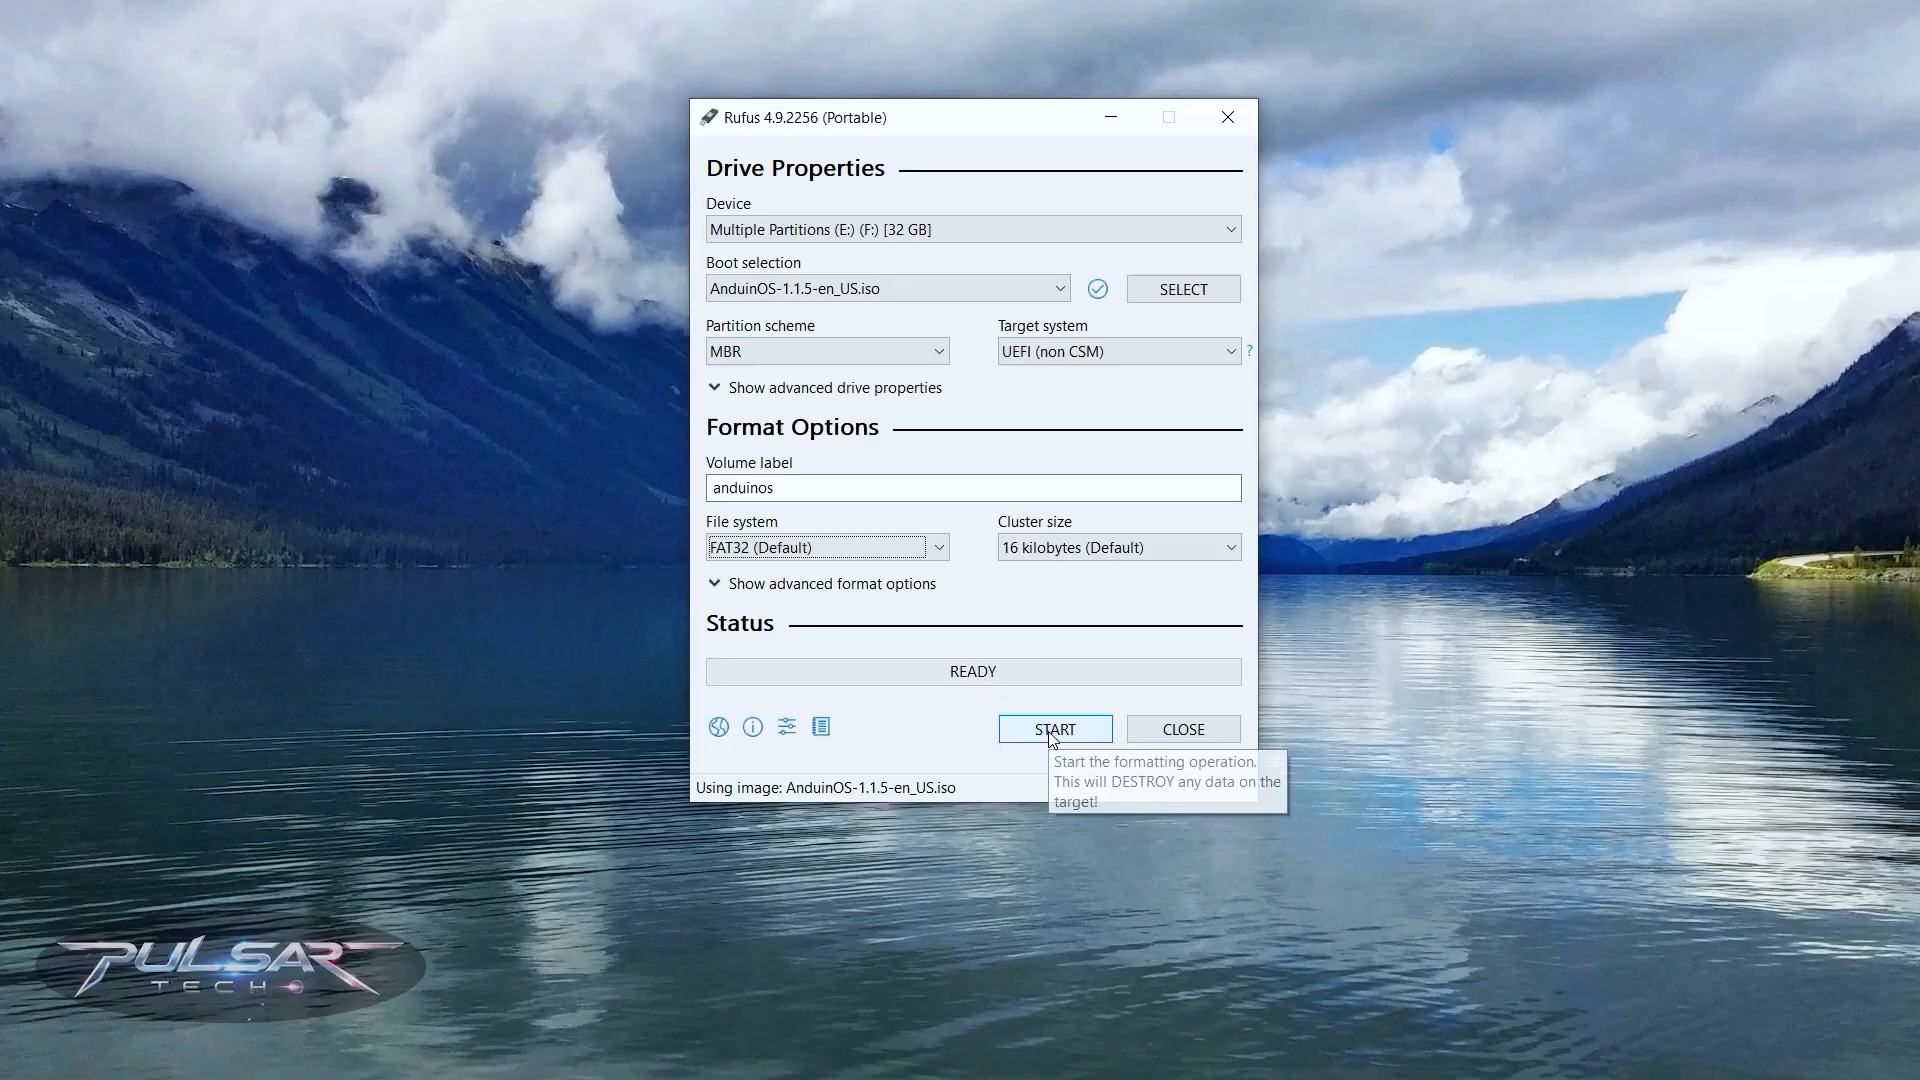 Rufus 4.9.2256 (Portable)
Drive Properties
Device
Multiple Partitions (E:) (F:) [32 GB]
Boot selection
AnduinOS-1.1.5-en_US.iso
SELECT
Partition scheme
Target system
MBR
UEFI (non CSM)
?
Show advanced drive properties
Format Options
Volume label
anduinos
File system
Cluster size
FAT32 (Default)
16 kilobytes (Default)
Show advanced format options
Status
READY
START
CLOSE
Start the formatting operation.
This will DESTROY any data on the
target!
Using image: AnduinOS-1.1.5-en_US.iso
PULSAR
TECH